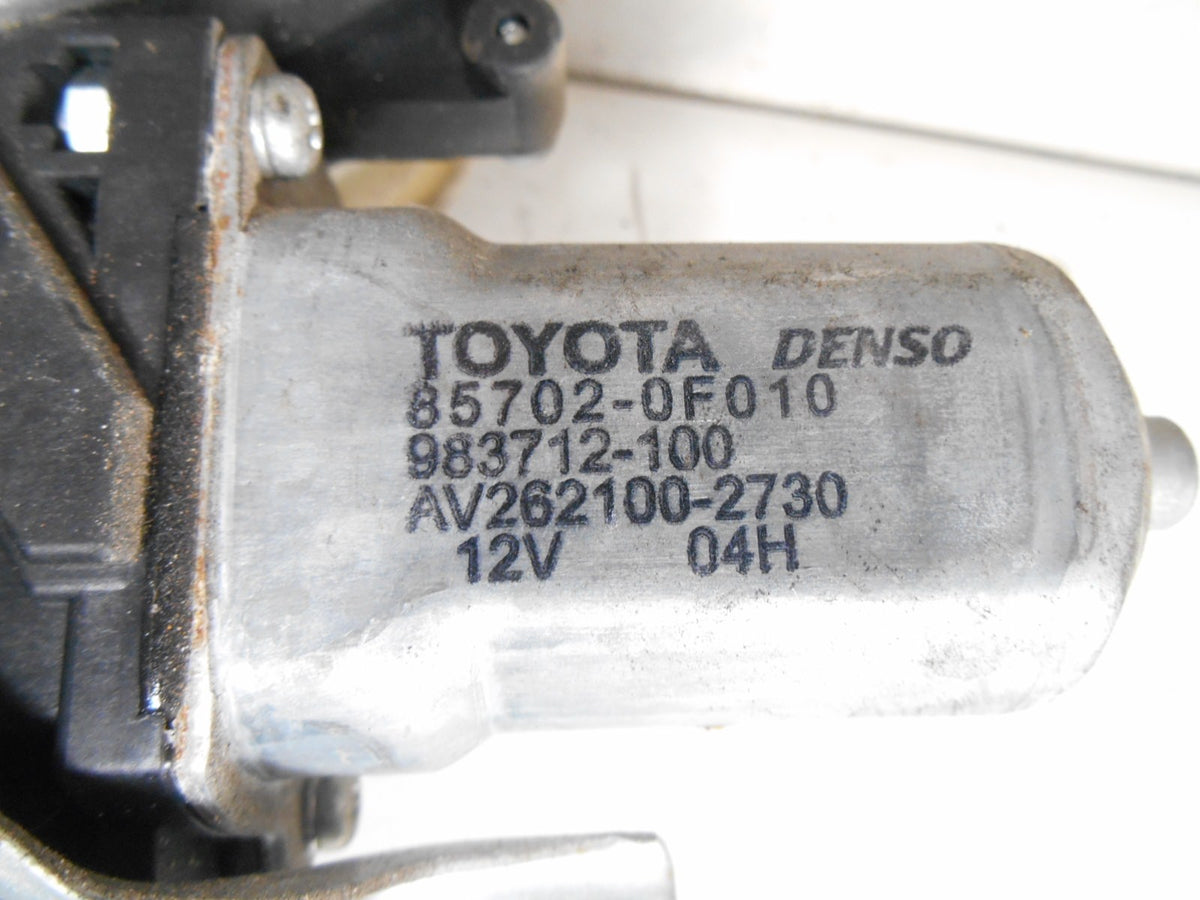 TOYOTA DENSO
85702-0F010
983712-100
AV262100-2730
12V 04H